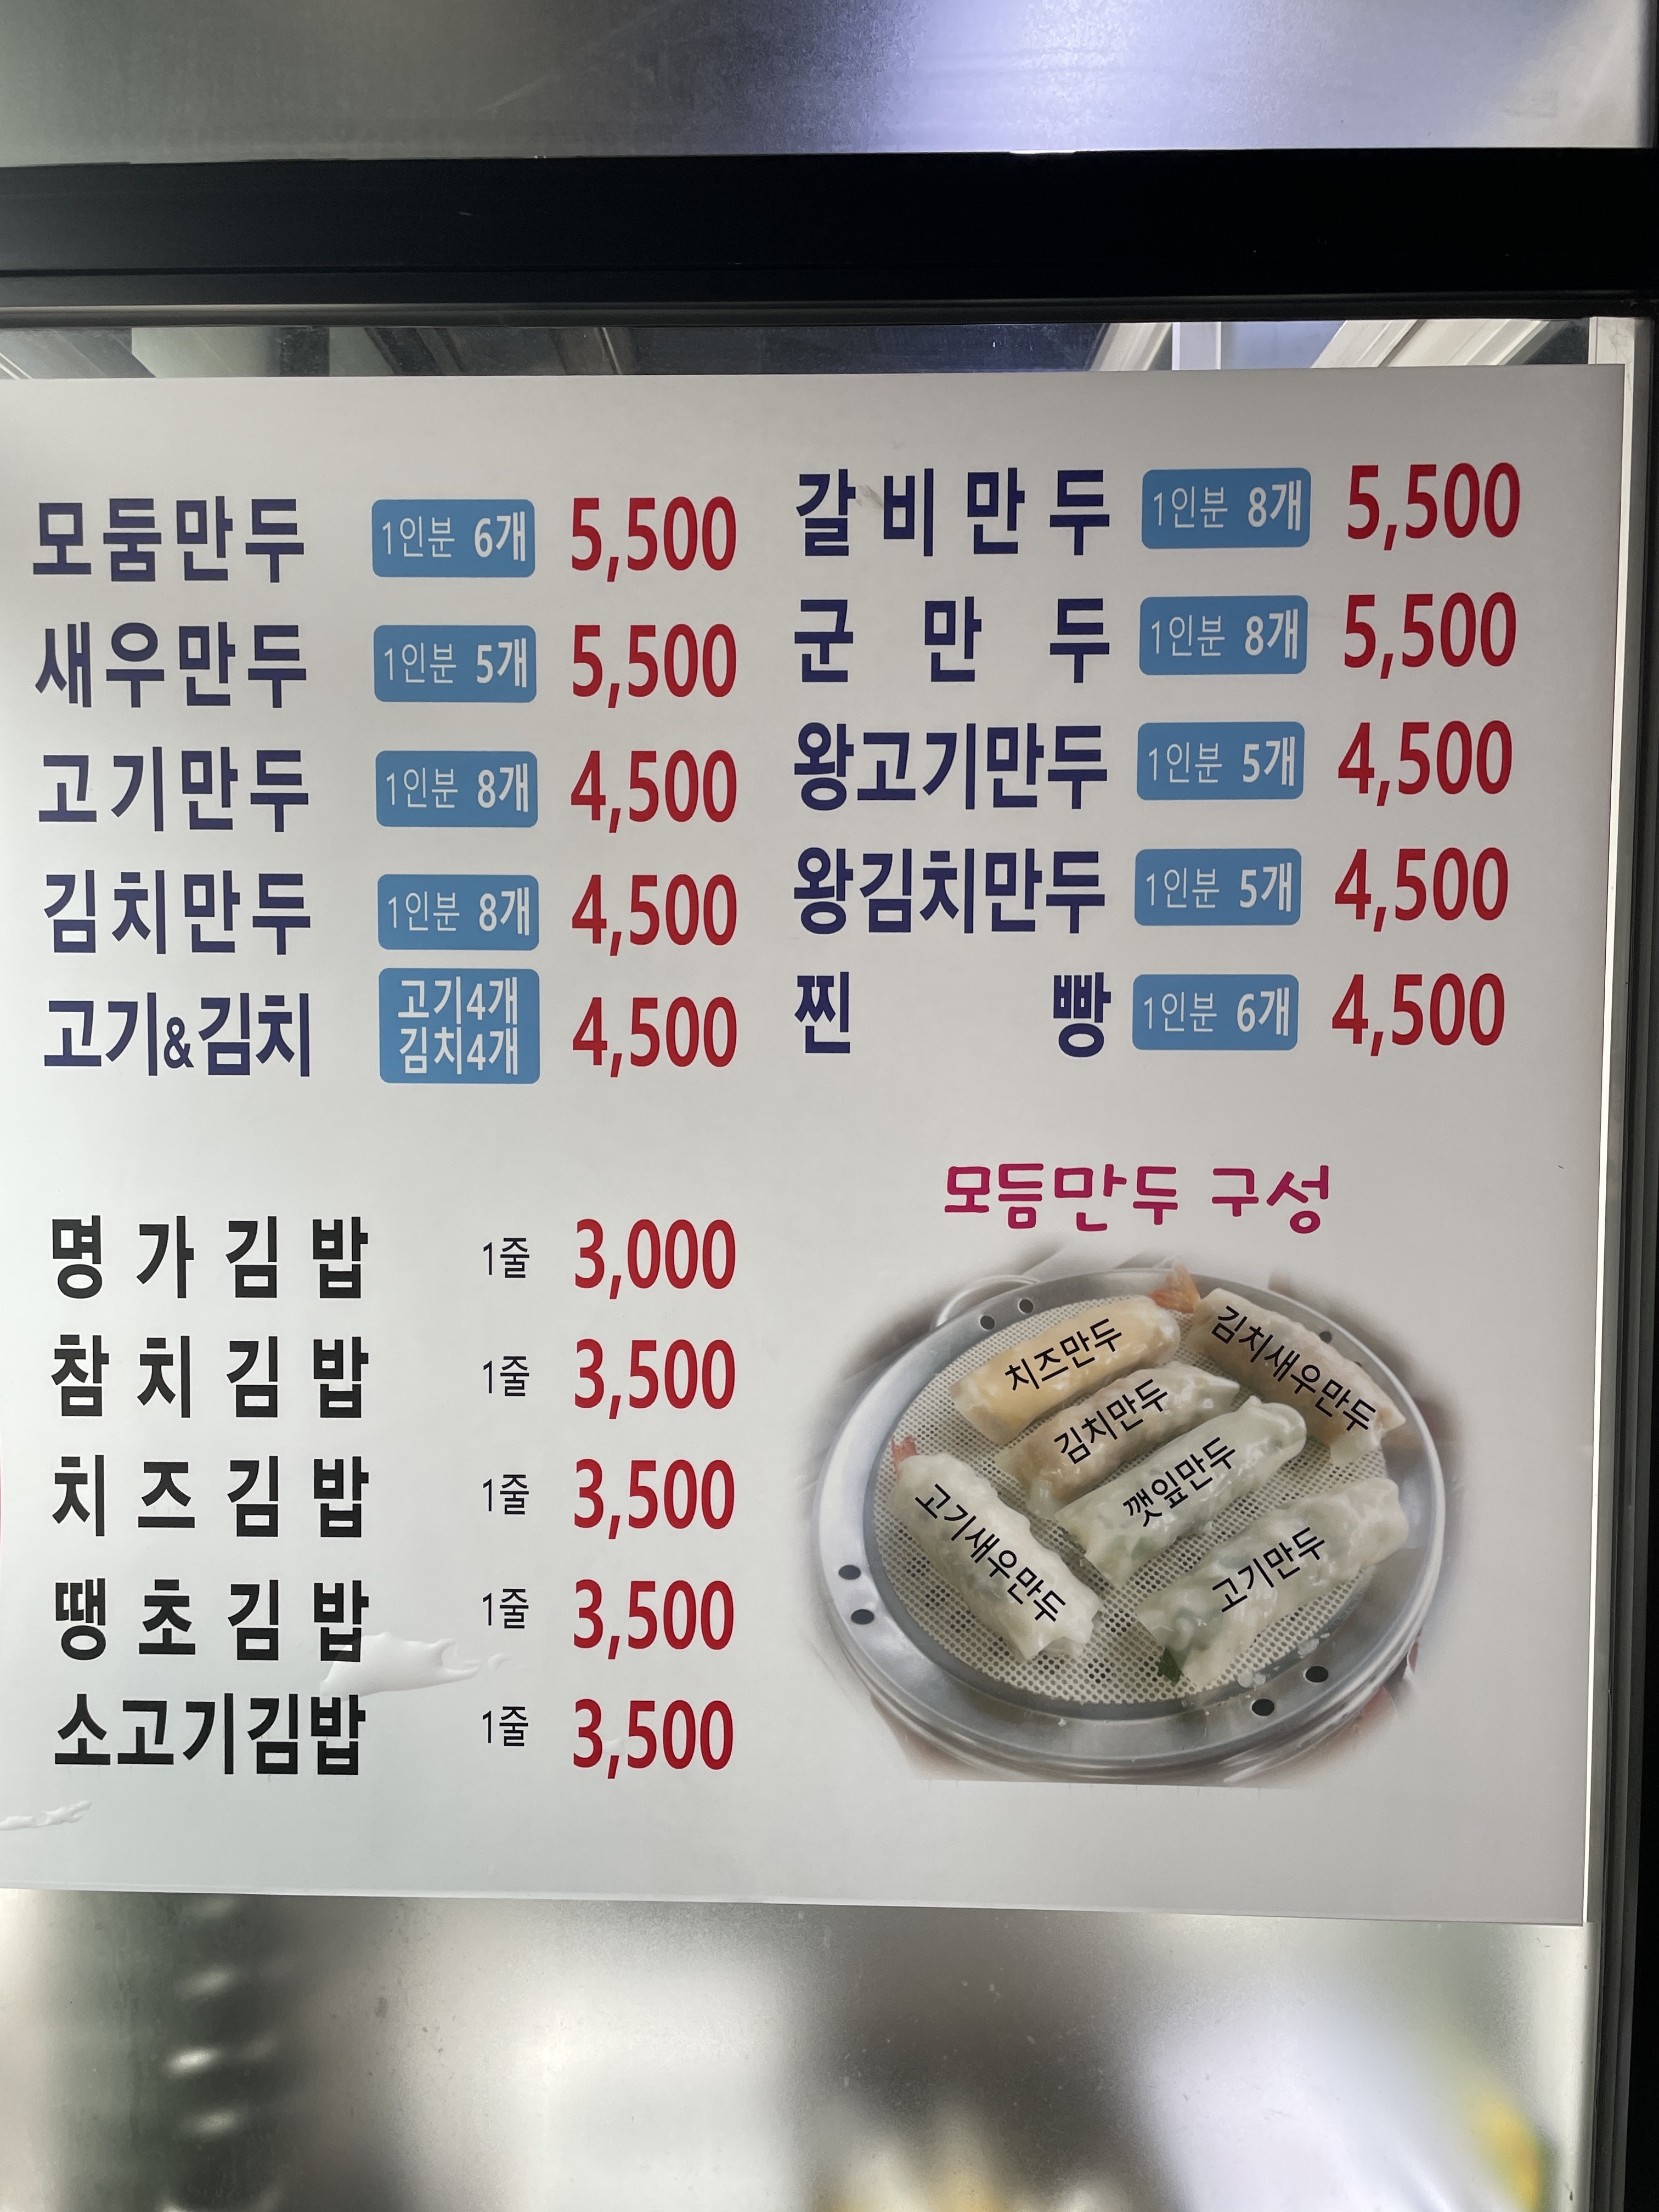 모둠만두 1인분 6개 5,500
새우만두 1인분 5개 5,500
고기만두 1인분 8개 4,500
김치만두 1인분 8개 4,500
고기&김치 고기4개 김치4개 4,500
갈비만두 1인분 8개 5,500
군만두 1인분 8개 5,500
왕고기만두 1인분 5개 4,500
왕김치만두 1인분 5개 4,500
찐빵 1인분 6개 4,500
명가김밥 1줄 3,000
참치김밥 1줄 3,500
치즈김밥 1줄 3,500
땡초김밥 1줄 3,500
소고기김밥 1줄 3,500
모듬만두 구성
치즈만두
김치새우만두
김치만두
깻잎만두
고기새우만두
고기만두